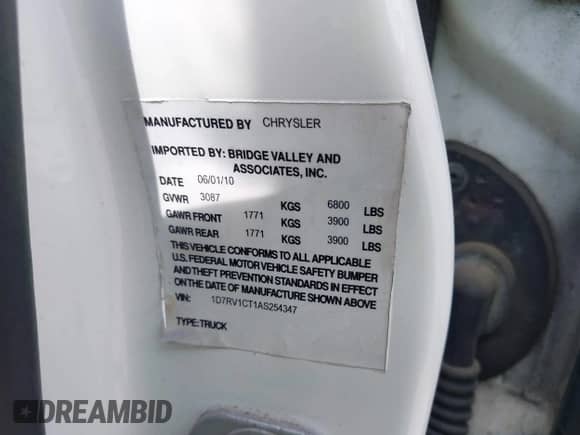 MANUFACTURED BY CHRYSLER
IMPORTED BY: BRIDGE VALLEY AND
ASSOCIATES, INC.
DATE 06/01/10
GVWR 3087 KGS 6800 LBS
GAWR FRONT 1771 KGS 3900 LBS
GAWR REAR 1771 KGS 3900 LBS
THIS VEHICLE CONFORMS TO ALL APPLICABLE
U.S. FEDERAL MOTOR VEHICLE SAFETY BUMPER
AND THEFT PREVENTION STANDARDS IN EFFECT
ON THE DATE OF MANUFACTURE SHOWN ABOVE
VIN: 1D7RV1CT1AS254347
TYPE: TRUCK
DREAMBID